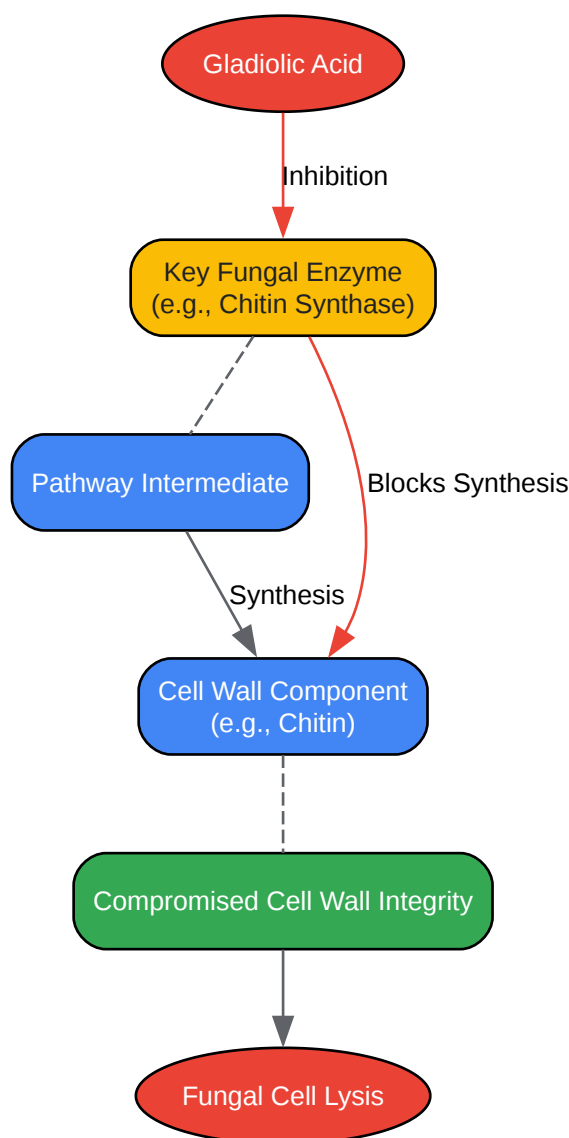 Gladiolic Acid
Inhibition
Key Fungal Enzyme
(e.g., Chitin Synthase)
Pathway Intermediate
Blocks Synthesis
Synthesis
Cell Wall Component
(e.g., Chitin)
Compromised Cell Wall Integrity
Fungal Cell Lysis